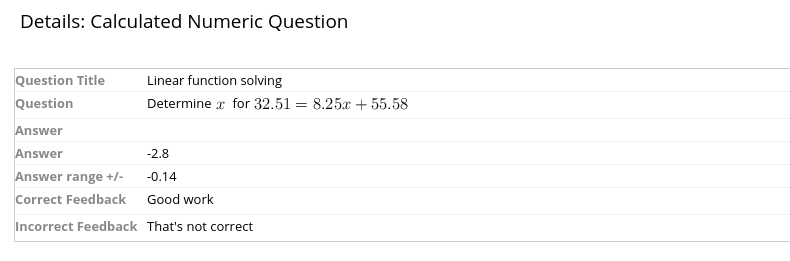 Details: Calculated Numeric Question
Question Title Linear function solving
Question Determine x for 32.51 = 8.25x + 55.58
Answer
Answer -2.8
Answer range +/- -0.14
Correct Feedback Good work
Incorrect Feedback That's not correct